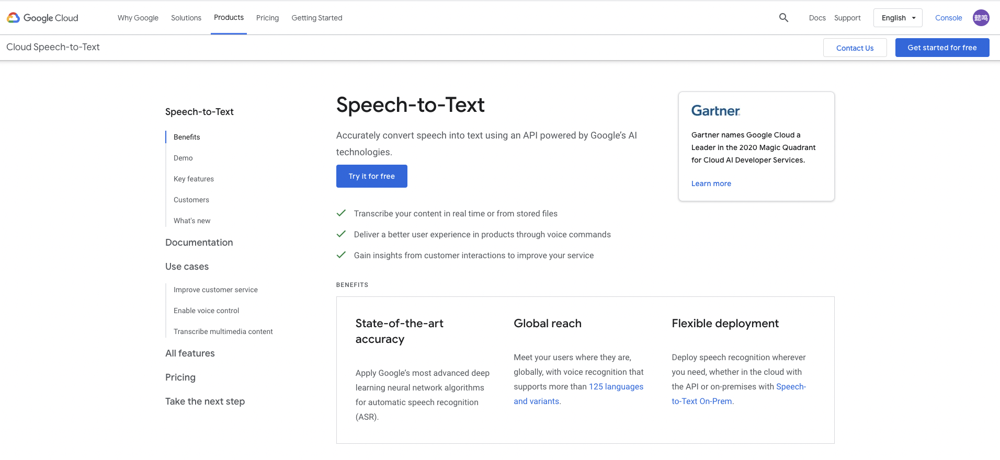 Google Cloud
Why Google
Solutions
Products
Pricing
Getting Started
Docs
Support
English
Console
懿鸣
Cloud Speech-to-Text
Contact Us
Get started for free
Speech-to-Text
Benefits
Demo
Key features
Customers
What's new
Documentation
Use cases
Improve customer service
Enable voice control
Transcribe multimedia content
All features
Pricing
Take the next step
Speech-to-Text
Accurately convert speech into text using an API powered by Google’s AI
technologies.
Try it for free
Transcribe your content in real time or from stored files
Deliver a better user experience in products through voice commands
Gain insights from customer interactions to improve your service
Gartner
Gartner names Google Cloud a
Leader in the 2020 Magic Quadrant
for Cloud AI Developer Services.
Learn more
BENEFITS
State-of-the-art
accuracy
Apply Google’s most advanced deep
learning neural network algorithms
for automatic speech recognition
(ASR).
Global reach
Meet your users where they are,
globally, with voice recognition that
supports more than 125 languages
and variants.
Flexible deployment
Deploy speech recognition wherever
you need, whether in the cloud with
the API or on-premises with Speech-
to-Text On-Prem.